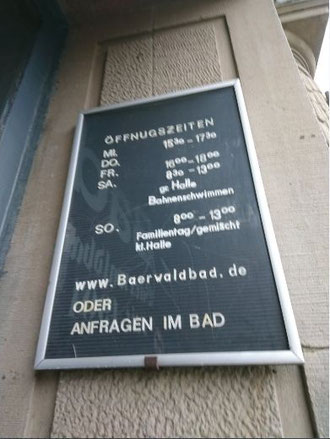 ÖFFNUGSZEITEN
MI. 15³⁰ – 17³⁰
DO. 16⁰⁰ – 18⁰⁰
FR. 8³⁰ – 13⁰⁰
SA. gr. Halle
Bahnenschwimmen
8⁰⁰ – 13⁰⁰
SO. Familientag/gemischt
kl. Halle
www.Baerwaldbad.de
ODER
ANFRAGEN IM BAD